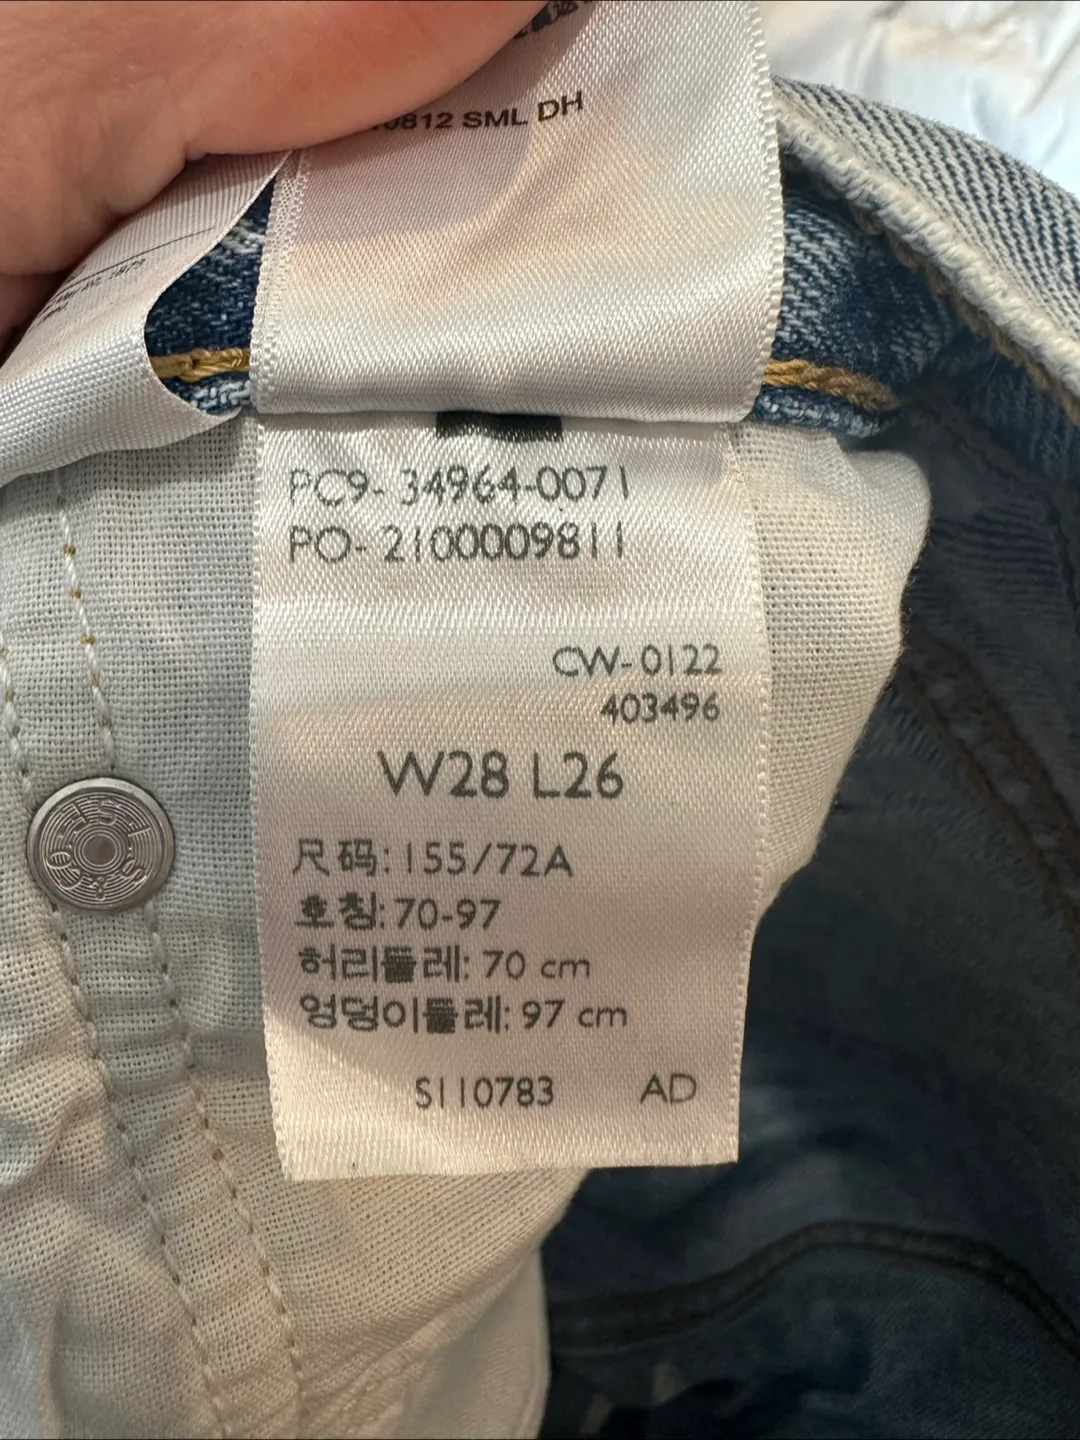 0812 SML DH
PC9- 34964-0071
PO- 2100009811
CW-0122
403496
W28 L26
尺码: 155/72A
호칭: 70-97
허리둘레: 70 cm
엉덩이둘레: 97 cm
S110783 AD